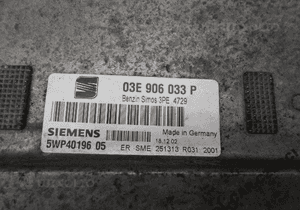 03E 906 033 P
Benzin Simos 3PE 4729
SIEMENS
Made in Germany
5WP40196 05
18.12.02
ER SME 251313 R031 2001